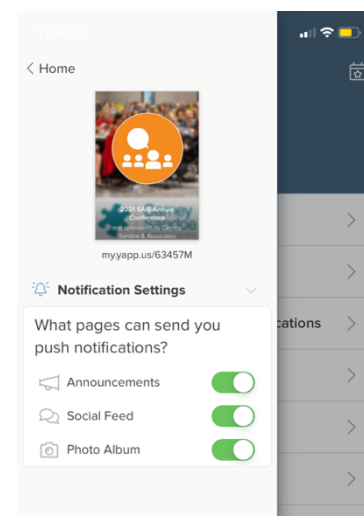 Home
2021 SAIS Annual
Conference
my.yapp.us/63457M
Notification Settings
What pages can send you
push notifications?
Announcements
Social Feed
Photo Album
cations